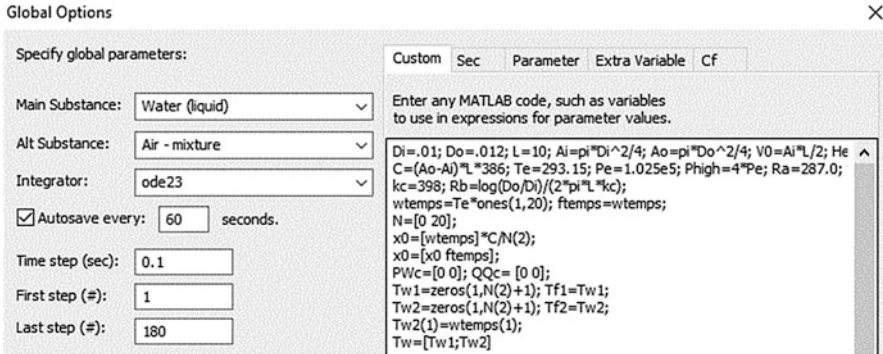 Global Options
Specify global parameters:
Main Substance: Water (liquid)
Alt Substance: Air - mixture
Integrator: ode23
Autosave every: 60 seconds.
Time step (sec): 0.1
First step (#): 1
Last step (#): 180
Custom Sec Parameter Extra Variable Cf
Enter any MATLAB code, such as variables
to use in expressions for parameter values.
Di=.01; Do=.012; L=10; Ai=pi*Di^2/4; Ao=pi*Do^2/4; V0=Ai*L/2; He
C=(Ao-Ai)*L*386; Te=293.15; Pe=1.025e5; Phigh=4*Pe; Ra=287.0;
kc=398; Rb=log(Do/Di)/(2*pi*L*kc);
wtemps=Te*ones(1,20); ftemps=wtemps;
N=[0 20];
x0=[wtemps]*C/N(2);
x0=[x0 ftemps];
PWc=[0 0]; QQc= [0 0];
Tw1=zeros(1,N(2)+1); Tf1=Tw1;
Tw2=zeros(1,N(2)+1); Tf2=Tw2;
Tw2(1)=wtemps(1);
Tw=[Tw1;Tw2]